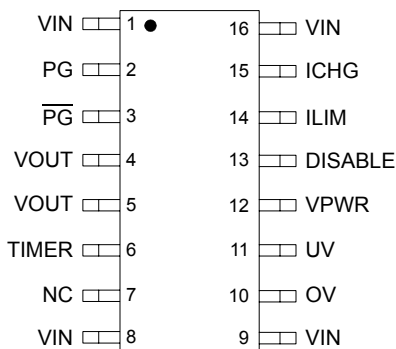 VIN 1 16 VIN
PG 2 15 ICHG
P̅G̅ 3 14 ILIM
VOUT 4 13 DISABLE
VOUT 5 12 VPWR
TIMER 6 11 UV
NC 7 10 OV
VIN 8 9 VIN